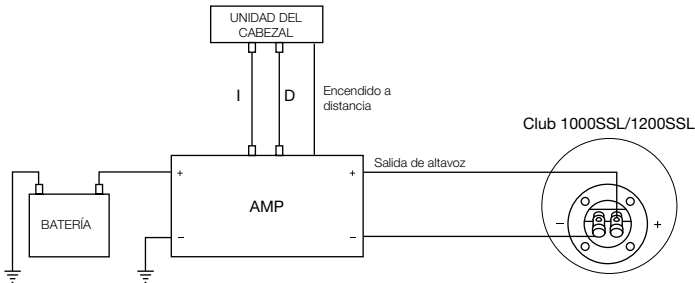 UNIDAD DEL
CABEZAL
I
D
Encendido a
distancia
Club 1000SSL/1200SSL
Salida de altavoz
+
+
BATERÍA
AMP
–
–
–
+